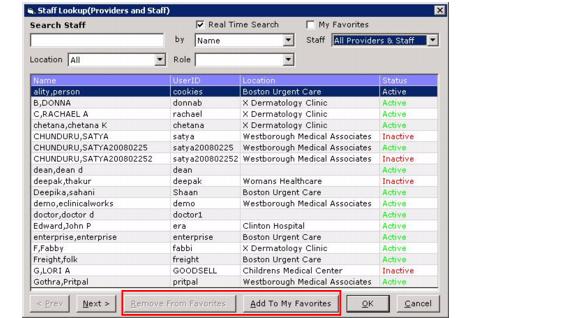 Staff Lookup(Providers and Staff)
Search Staff Real Time Search My Favorites
by Name Staff All Providers & Staff
Location All Role
Name UserID Location Status
ality,person cookies Boston Urgent Care Active
B,DONNA donnab X Dermatology Clinic Active
C,RACHAEL A rachael X Dermatology Clinic Active
chetana,chetana K chetana X Dermatology Clinic Active
CHUNDURU,SATYA satya Westborough Medical Associates Inactive
CHUNDURU,SATYA20080225 satya20080225 Westborough Medical Associates Active
CHUNDURU,SATYA200802252 satya200802252 Westborough Medical Associates Inactive
dean,dean d dean Active
deepak,thakur deepak Womans Healthcare Inactive
Deepika,sahani Shaan Boston Urgent Care Active
demo,eclinicalworks demo Westborough Medical Associates Active
doctor,doctor d doctor1 Active
Edward,John P era Clinton Hospital Active
enterprise,enterprise enterprise Boston Urgent Care Active
F,Fabby fabbi X Dermatology Clinic Active
Freight,folk freight Boston Urgent Care Active
G,LORI A GOODSELL Childrens Medical Center Inactive
Gothra,Pritpal pritpal Westborough Medical Associates Active
< Prev Next > Remove From Favorites Add To My Favorites OK Cancel